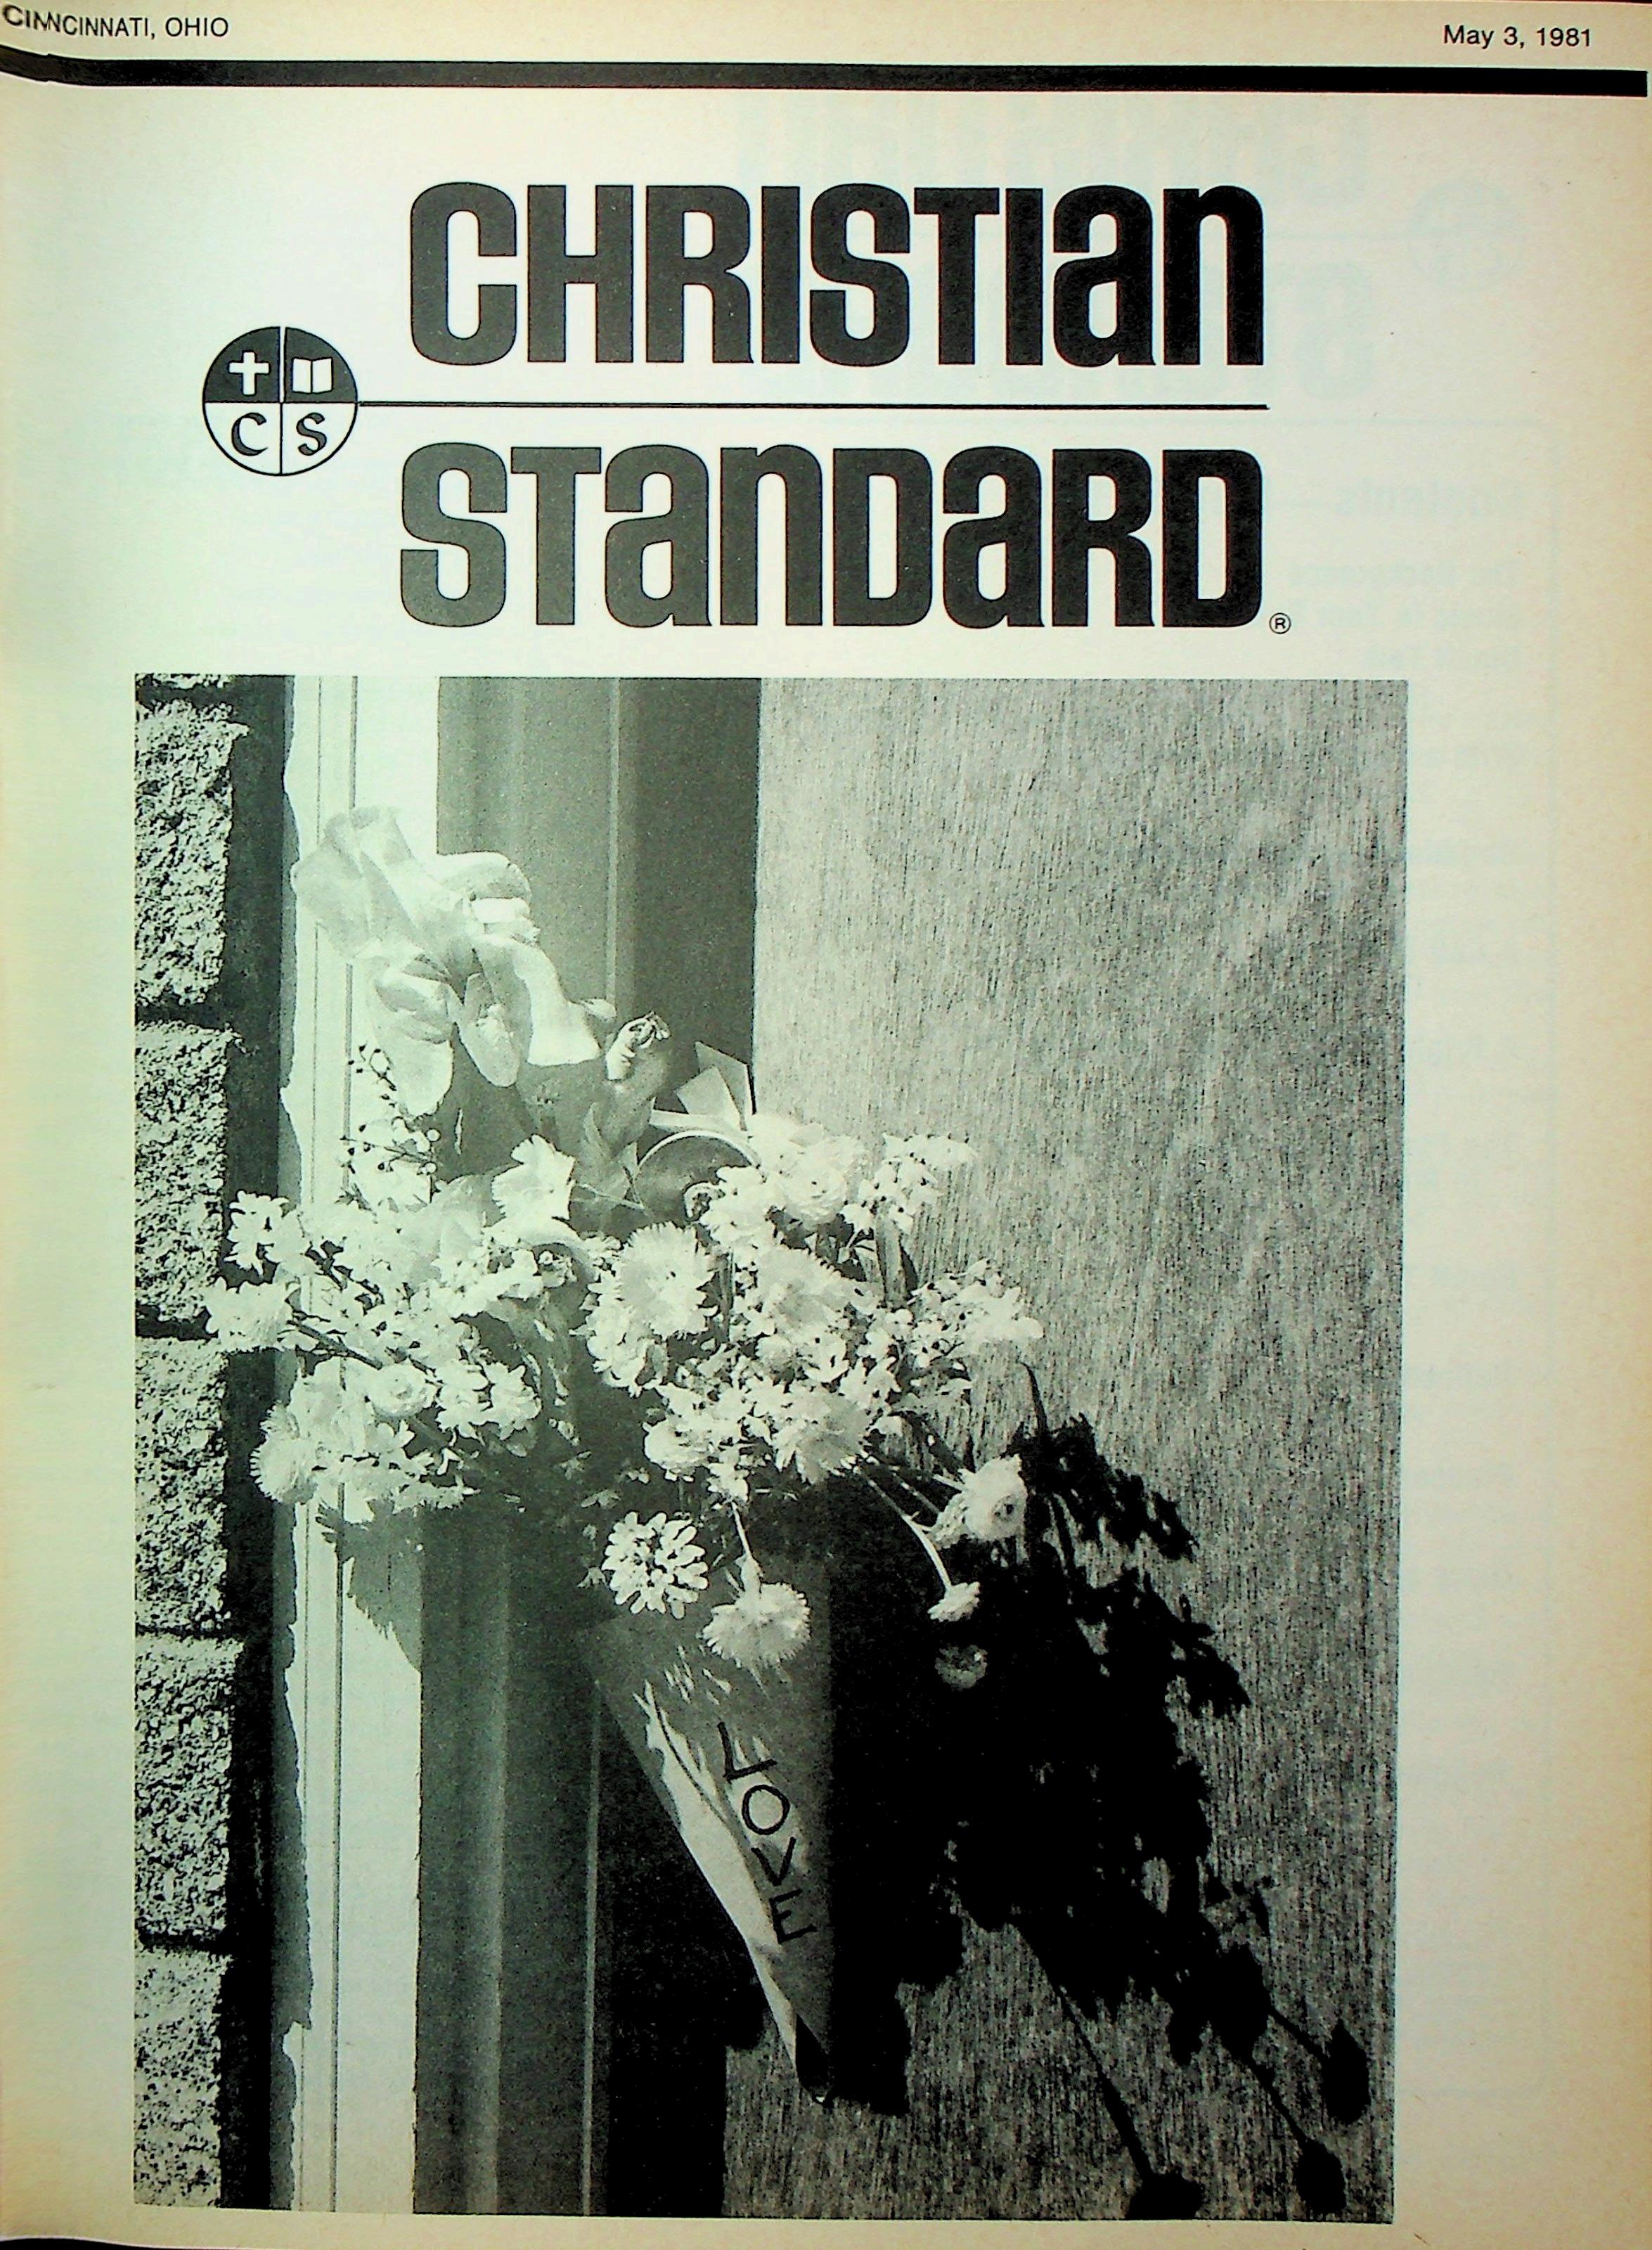 CINNCINNATI, OHIO
May 3, 1981
CHRISTIAN
C S
STANDARD®
LOVE